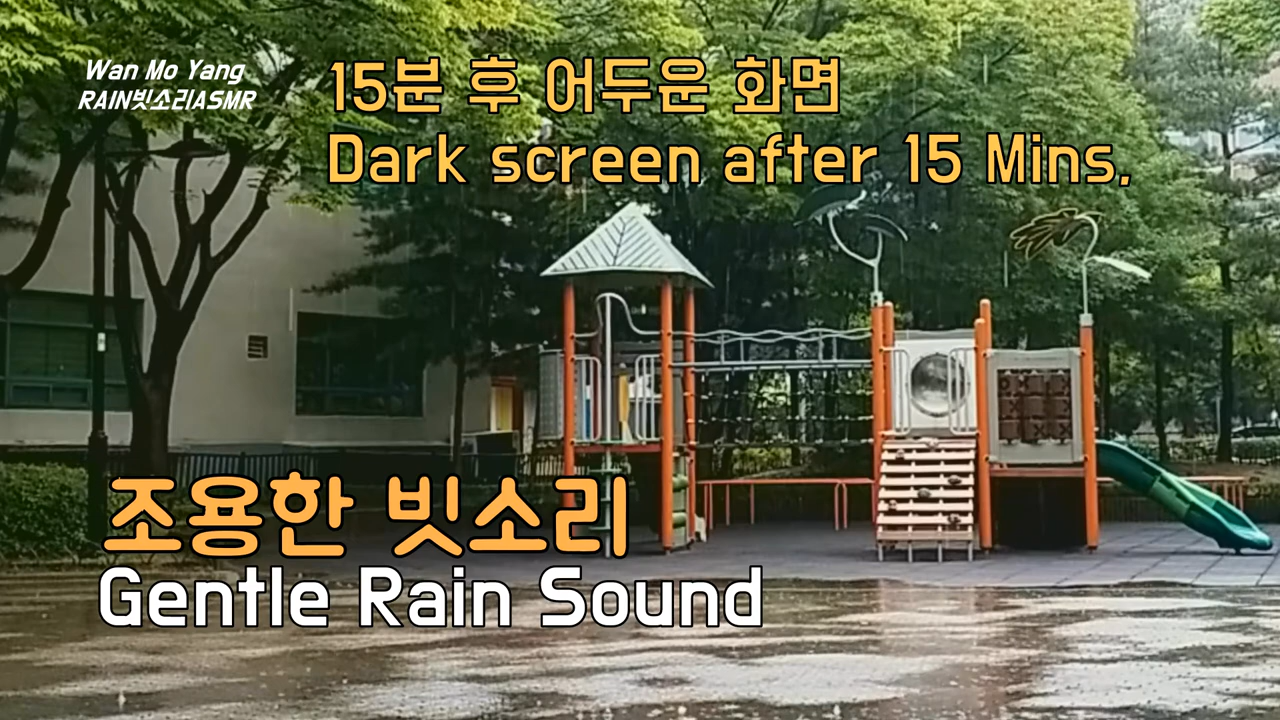 Wan Mo Yang
RAIN빗소리ASMR
15분 후 어두운 화면
Dark screen after 15 Mins.
조용한 빗소리
Gentle Rain Sound